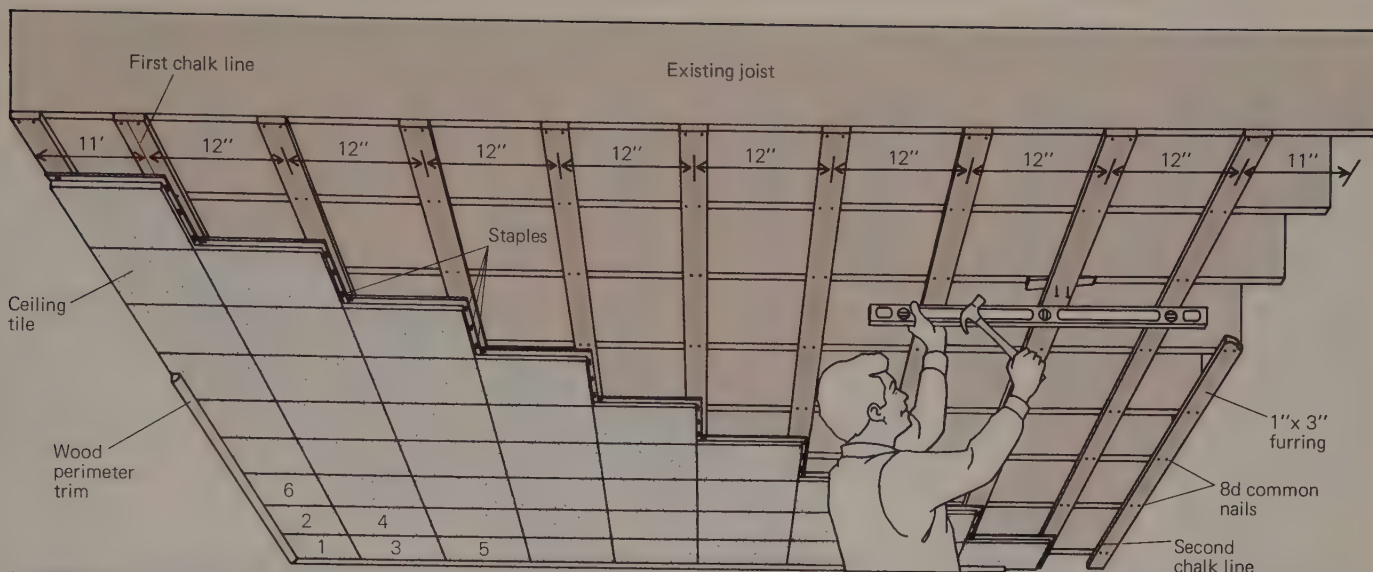 First chalk line
Existing joist
11' 12" 12" 12" 12" 12" 12" 12" 12" 11"
Staples
Ceiling
tile
Wood
perimeter
trim
1"x 3"
furring
8d common
nails
Second
chalk line
6
2 4
1 3 5